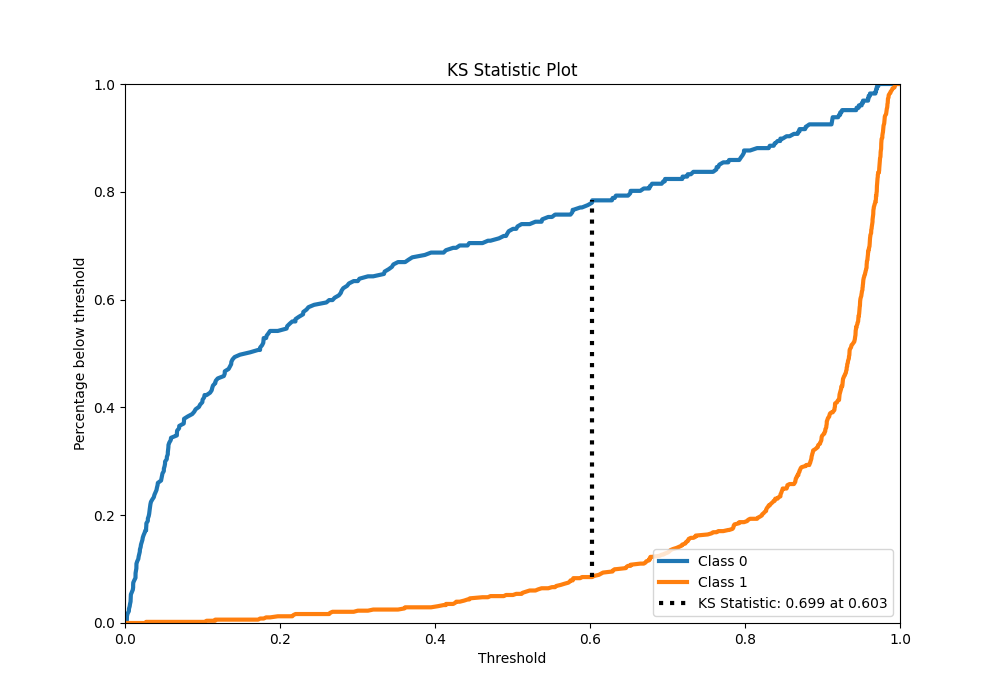 KS Statistic Plot
1.0
0.8
0.6
0.4
0.2
0.0
Percentage below threshold
0.0 0.2 0.4 0.6 0.8 1.0
Threshold
Class 0
Class 1
KS Statistic: 0.699 at 0.603